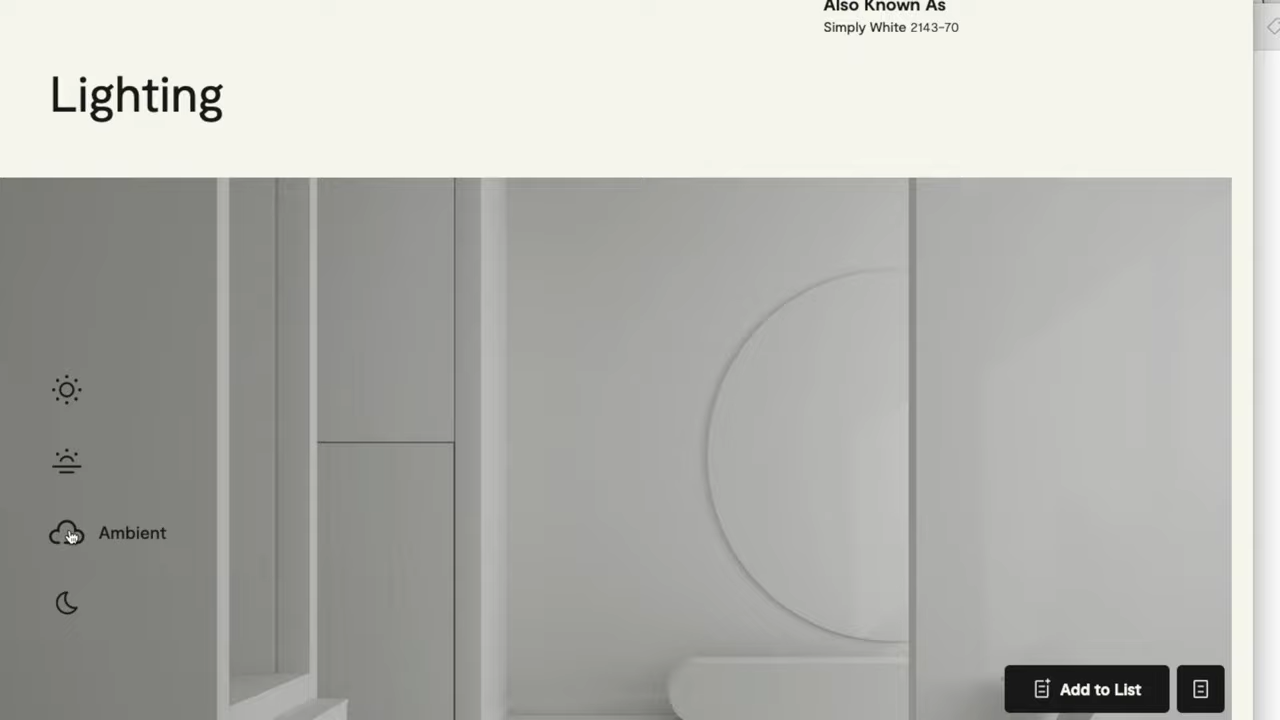 Also Known As
Simply White 2143-70
Lighting
Ambient
Add to List